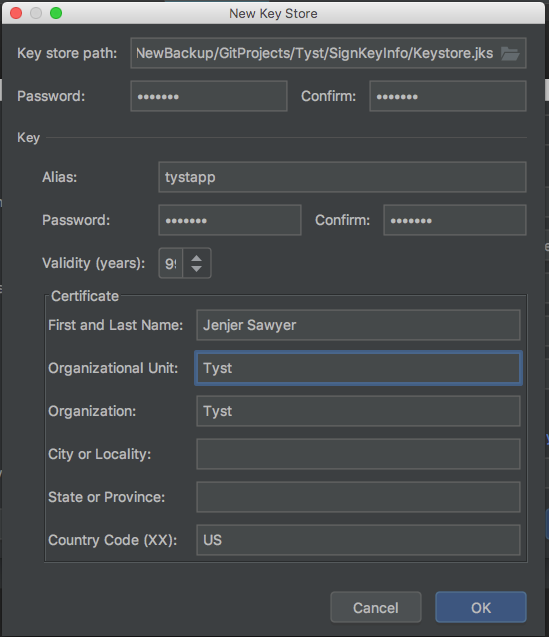 New Key Store
Key store path: NewBackup/GitProjects/Tyst/SignKeyInfo/Keystore.jks
Password: ••••••• Confirm: •••••••
Key
Alias: tystapp
Password: ••••••• Confirm: •••••••
Validity (years): 99
Certificate
First and Last Name: Jenjer Sawyer
Organizational Unit: Tyst
Organization: Tyst
City or Locality:
State or Province:
Country Code (XX): US
Cancel OK